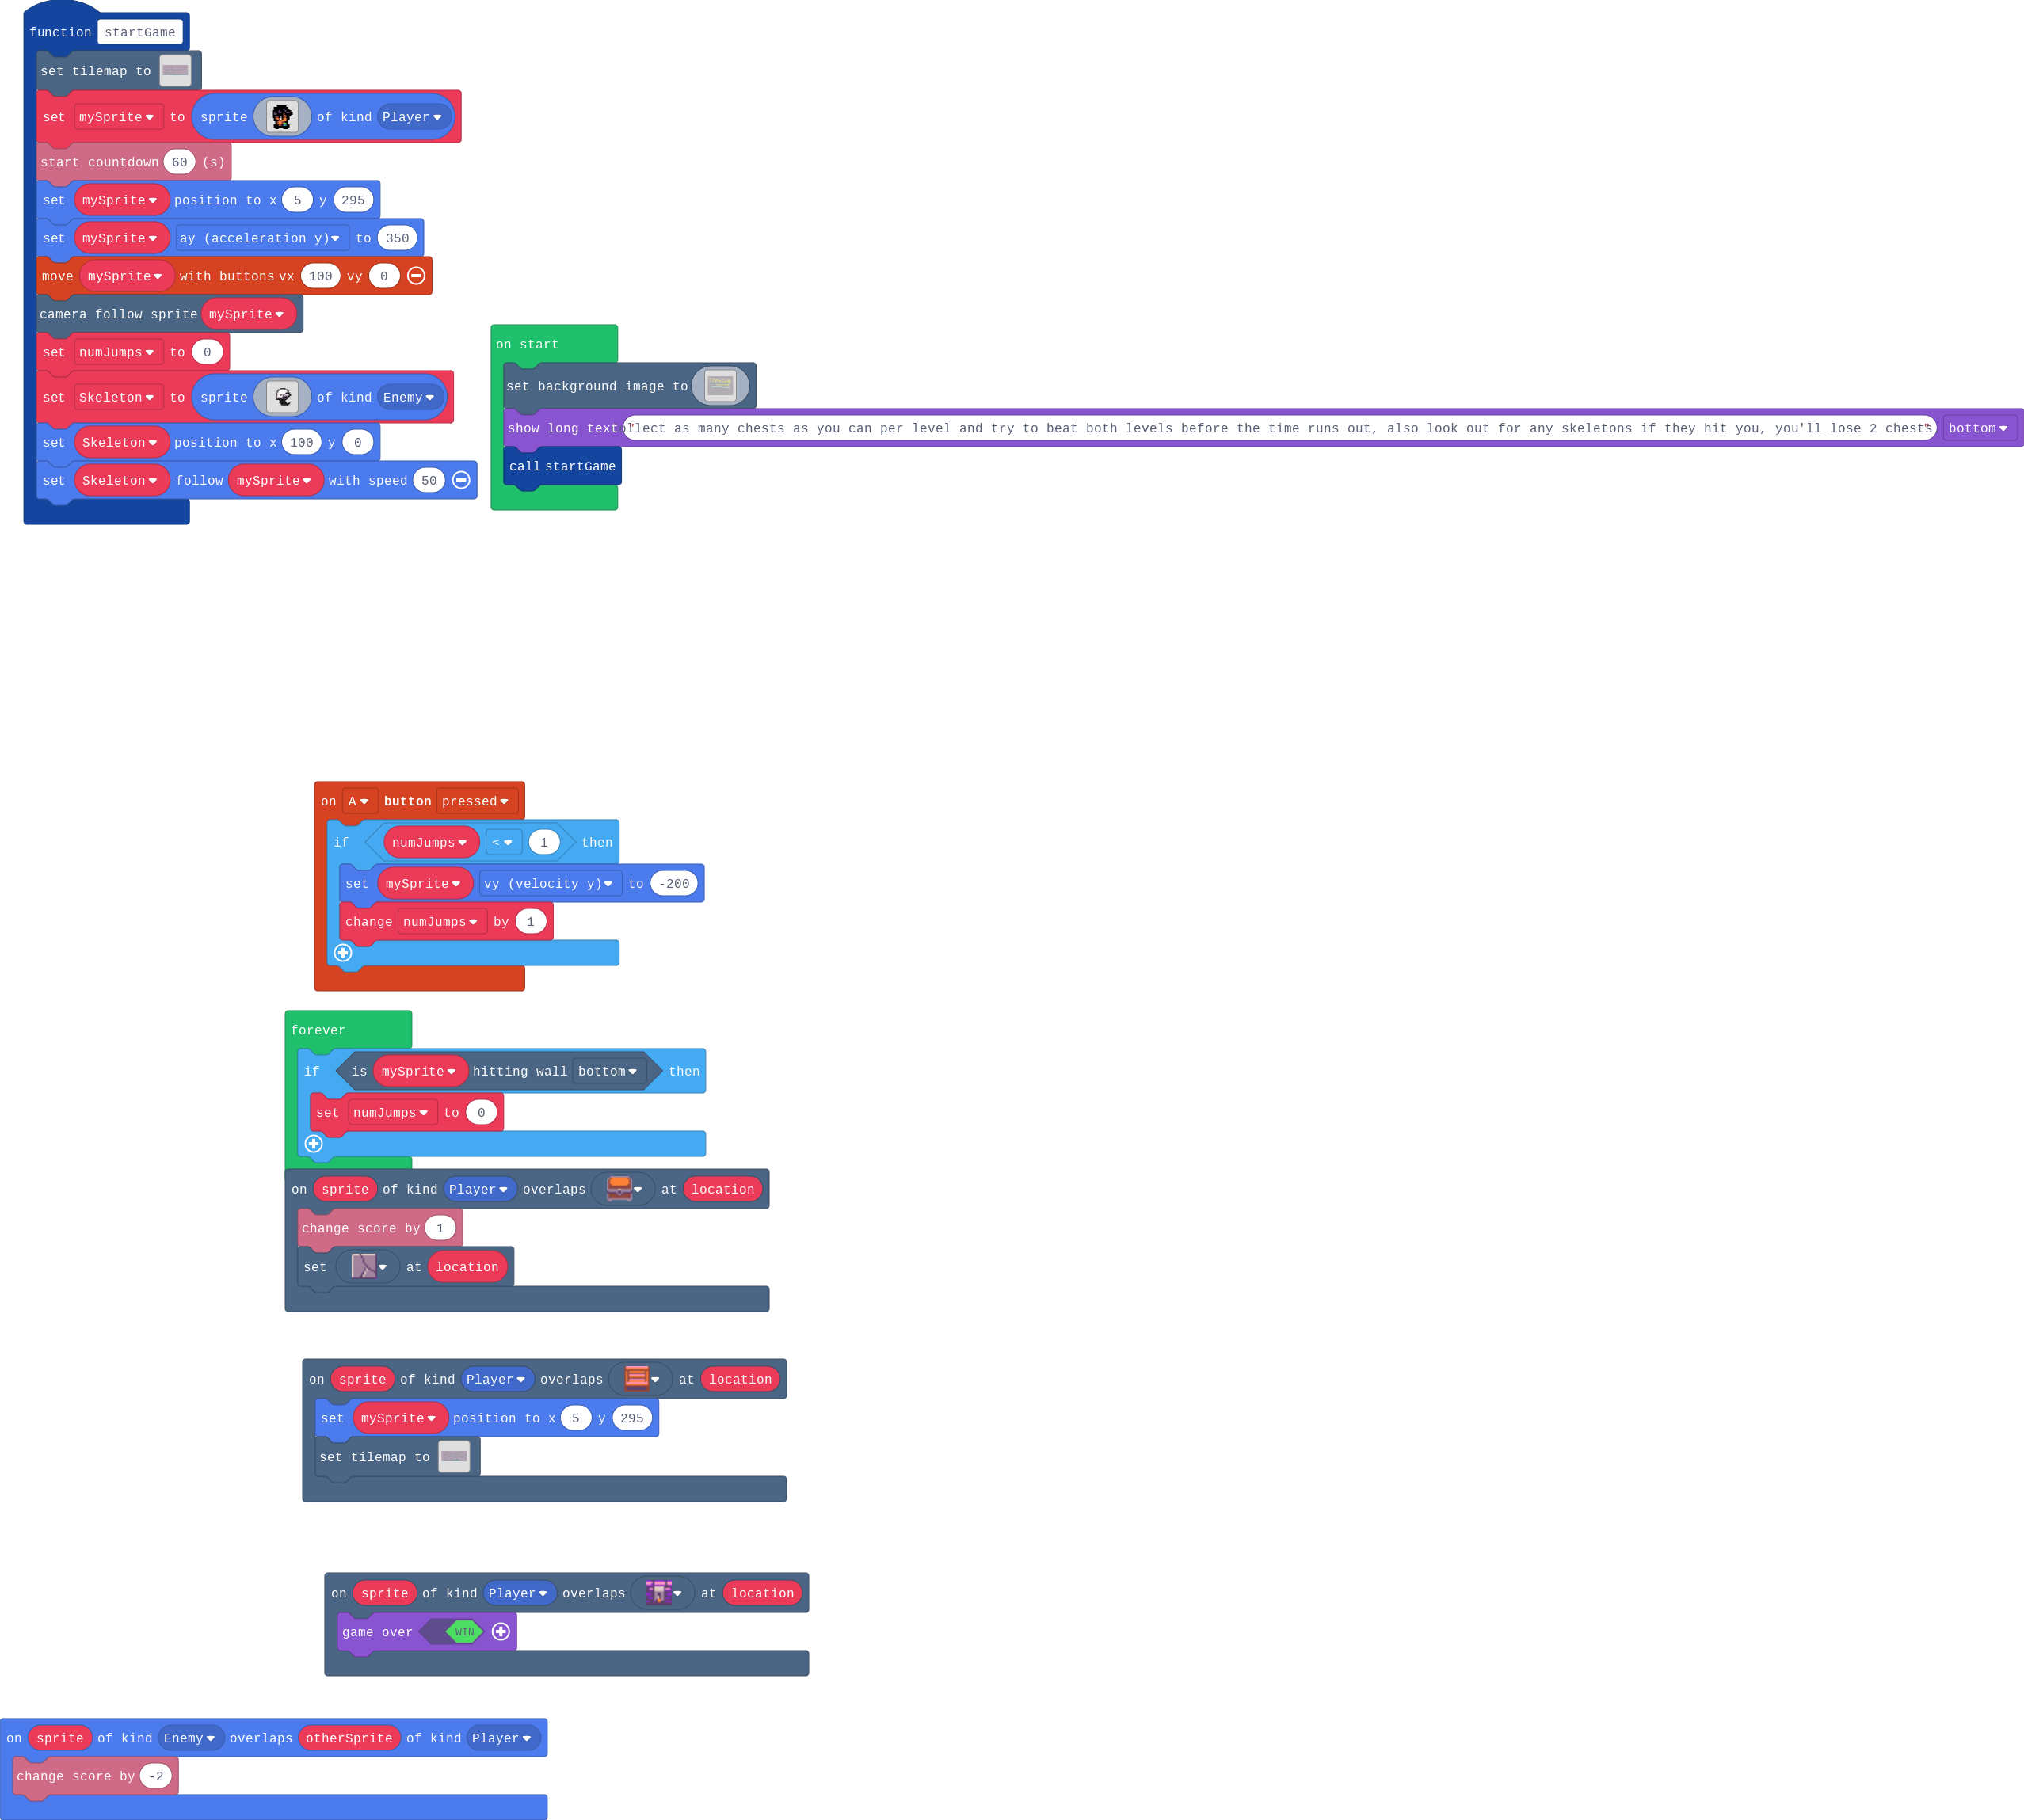 function startGame
set tilemap to
set mySprite to sprite of kind Player
start countdown 60 (s)
set mySprite position to x 5 y 295
set mySprite ay (acceleration y) to 350
move mySprite with buttons vx 100 vy 0
camera follow sprite mySprite
set numJumps to 0
set Skeleton to sprite of kind Enemy
set Skeleton position to x 100 y 0
set Skeleton follow mySprite with speed 50
on start
set background image to
show long text "ollect as many chests as you can per level and try to beat both levels before the time runs out, also look out for any skeletons if they hit you, you'll lose 2 chests" bottom
call startGame
on A button pressed
if numJumps < 1 then
set mySprite vy (velocity y) to -200
change numJumps by 1
forever
if is mySprite hitting wall bottom then
set numJumps to 0
on sprite of kind Player overlaps at location
change score by 1
set at location
on sprite of kind Player overlaps at location
set mySprite position to x 5 y 295
set tilemap to
on sprite of kind Player overlaps at location
game over WIN
on sprite of kind Enemy overlaps otherSprite of kind Player
change score by -2